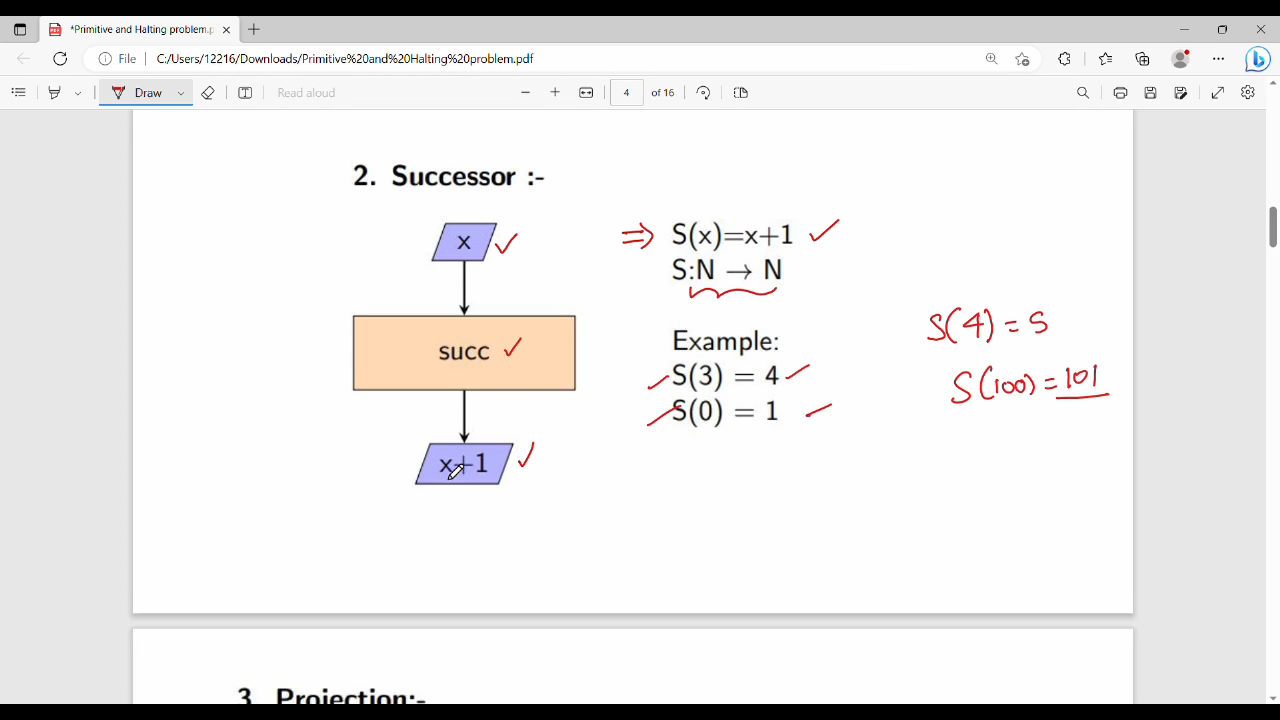 *Primitive and Halting problem.p
File C:/Users/12216/Downloads/Primitive%20and%20Halting%20problem.pdf
Draw Read aloud 4 of 16
2. Successor :-
x
⇒ S(x)=x+1
S:N → N
succ
Example:
S(3) = 4
S(0) = 1
x+1
S(4) = 5
S(100) = 101
3. Projection:-